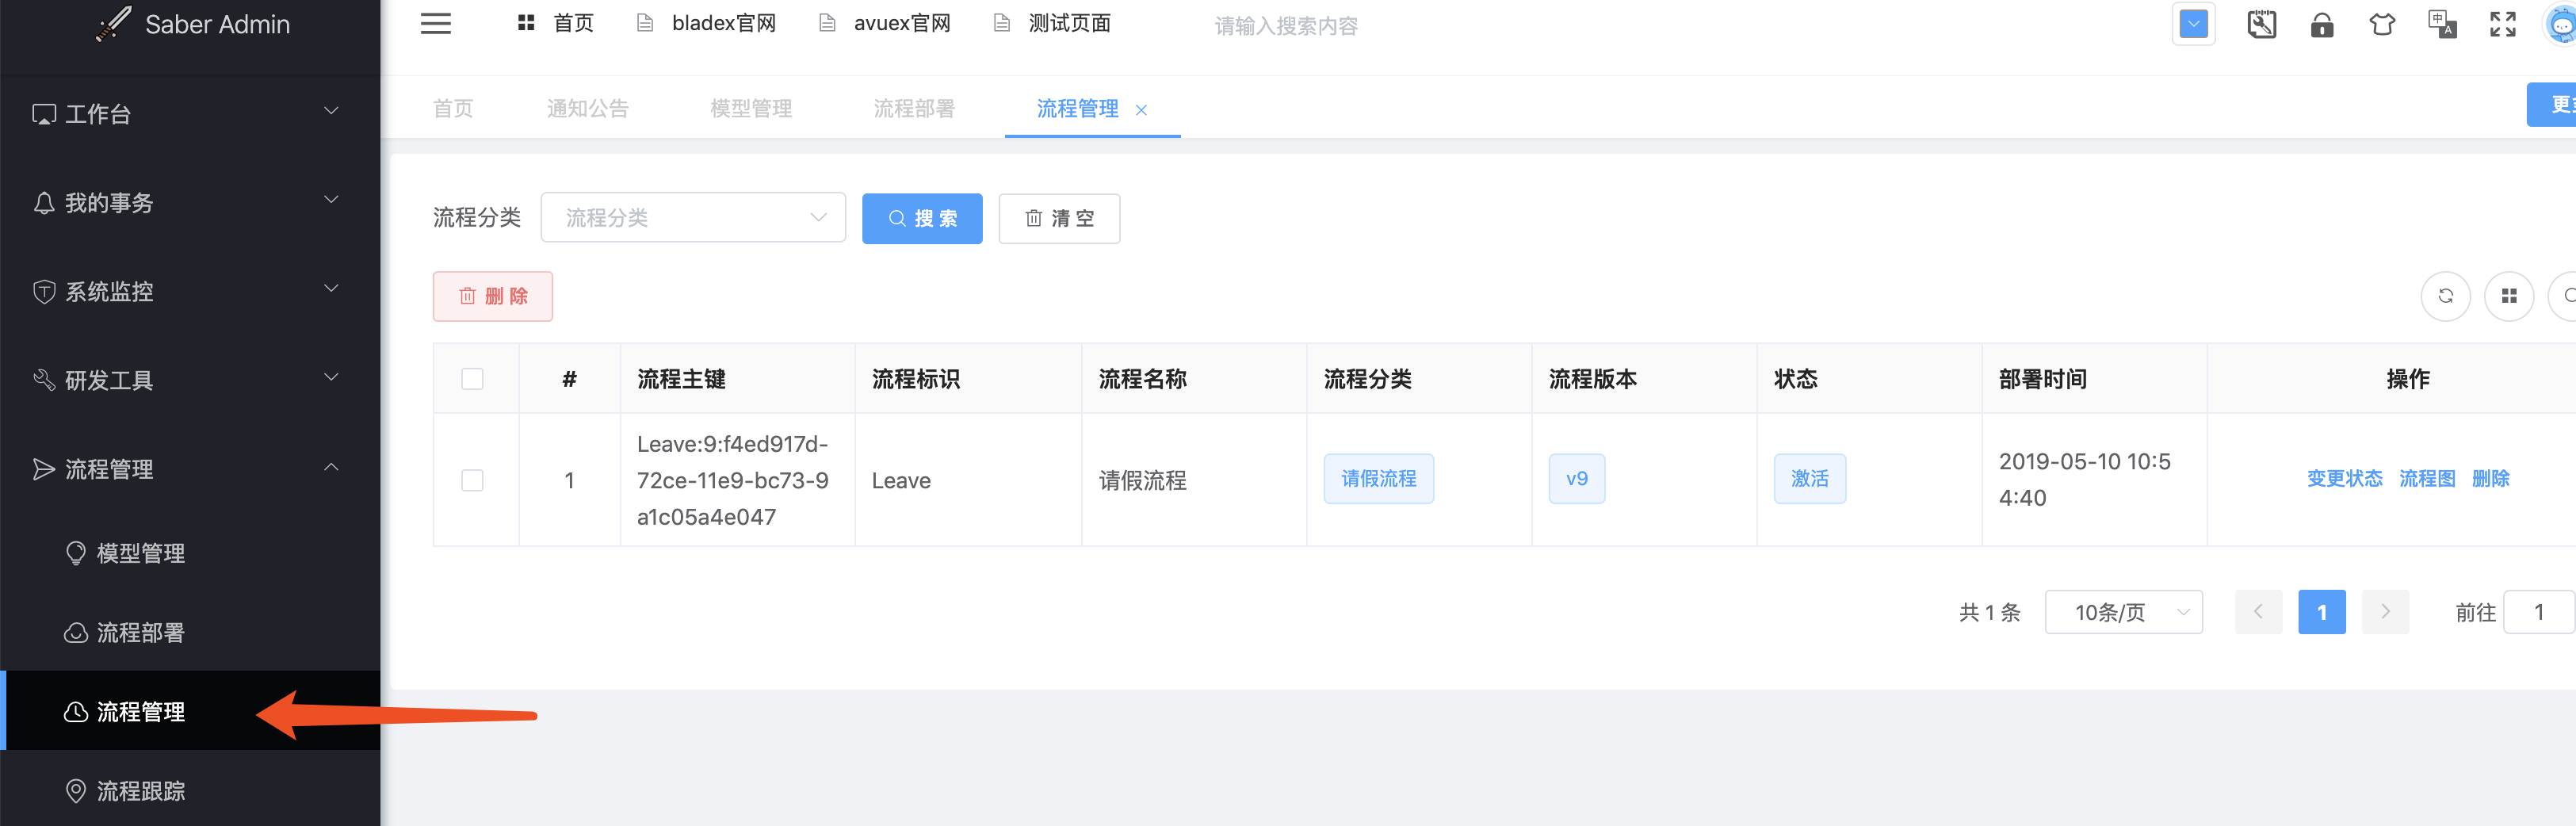 Saber Admin
首页
bladex官网
avuex官网
测试页面
请输入搜索内容
工作台
我的事务
系统监控
研发工具
流程管理
模型管理
流程部署
流程管理
流程跟踪
首页
通知公告
模型管理
流程部署
流程管理
流程分类
流程分类
搜 索
清 空
删 除
#
流程主键
流程标识
流程名称
流程分类
流程版本
状态
部署时间
操作
1
Leave:9:f4ed917d-
72ce-11e9-bc73-9
a1c05a4e047
Leave
请假流程
请假流程
v9
激活
2019-05-10 10:5
4:40
变更状态 流程图 删除
共 1 条
10条/页
1
前往
1